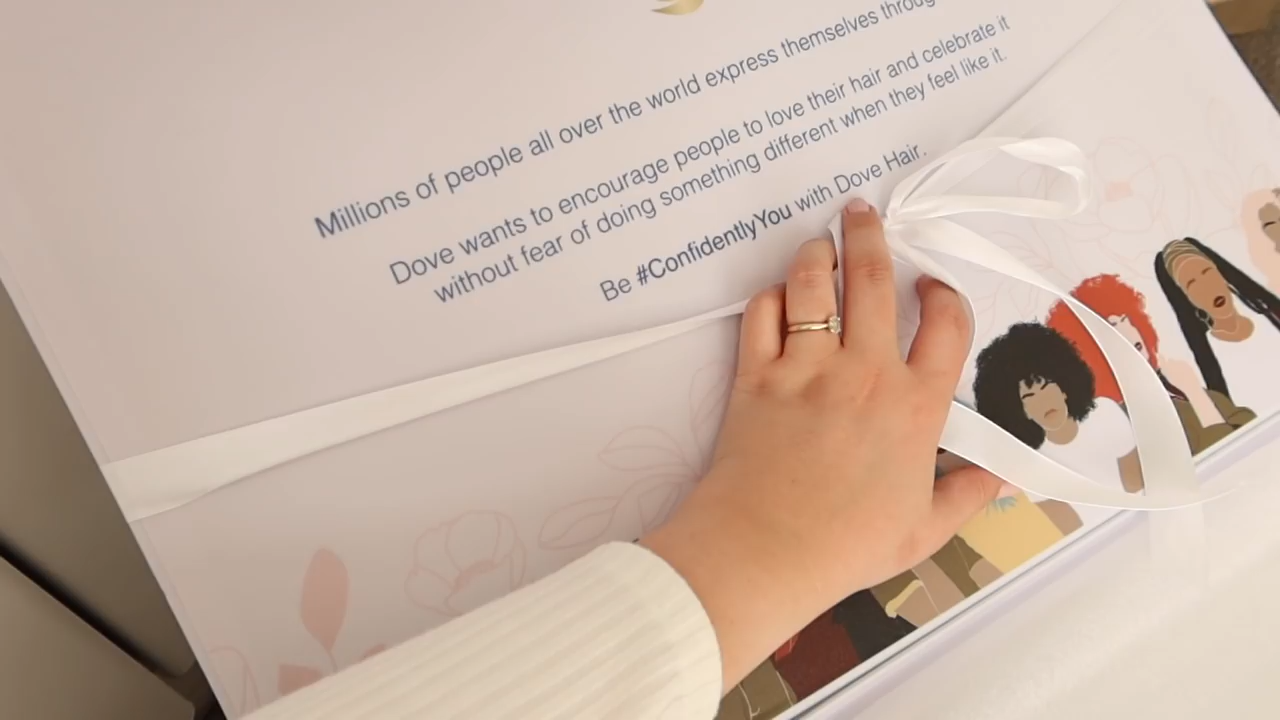 Millions of people all over the world express themselves through
Dove wants to encourage people to love their hair and celebrate it
without fear of doing something different when they feel like it.
Be #ConfidentlyYou with Dove Hair.